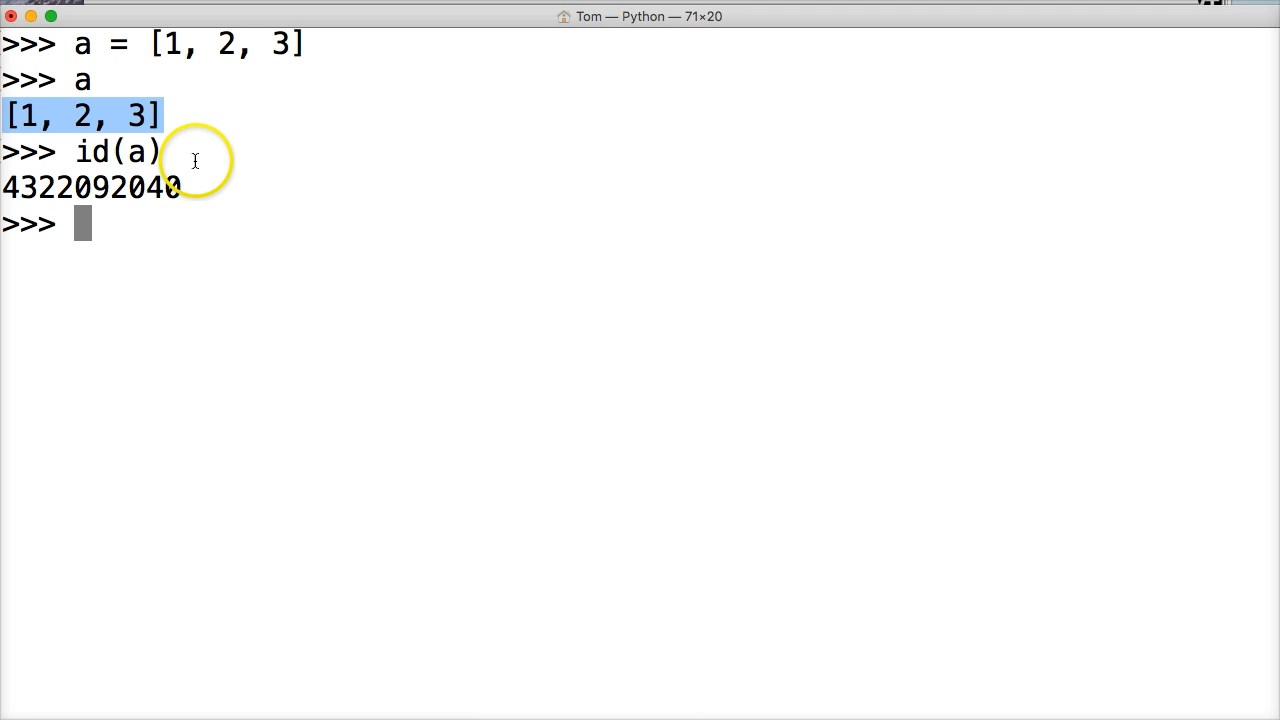 Tom — Python — 71×20
>>> a = [1, 2, 3]
>>> a
[1, 2, 3]
>>> id(a)
4322092040
>>>